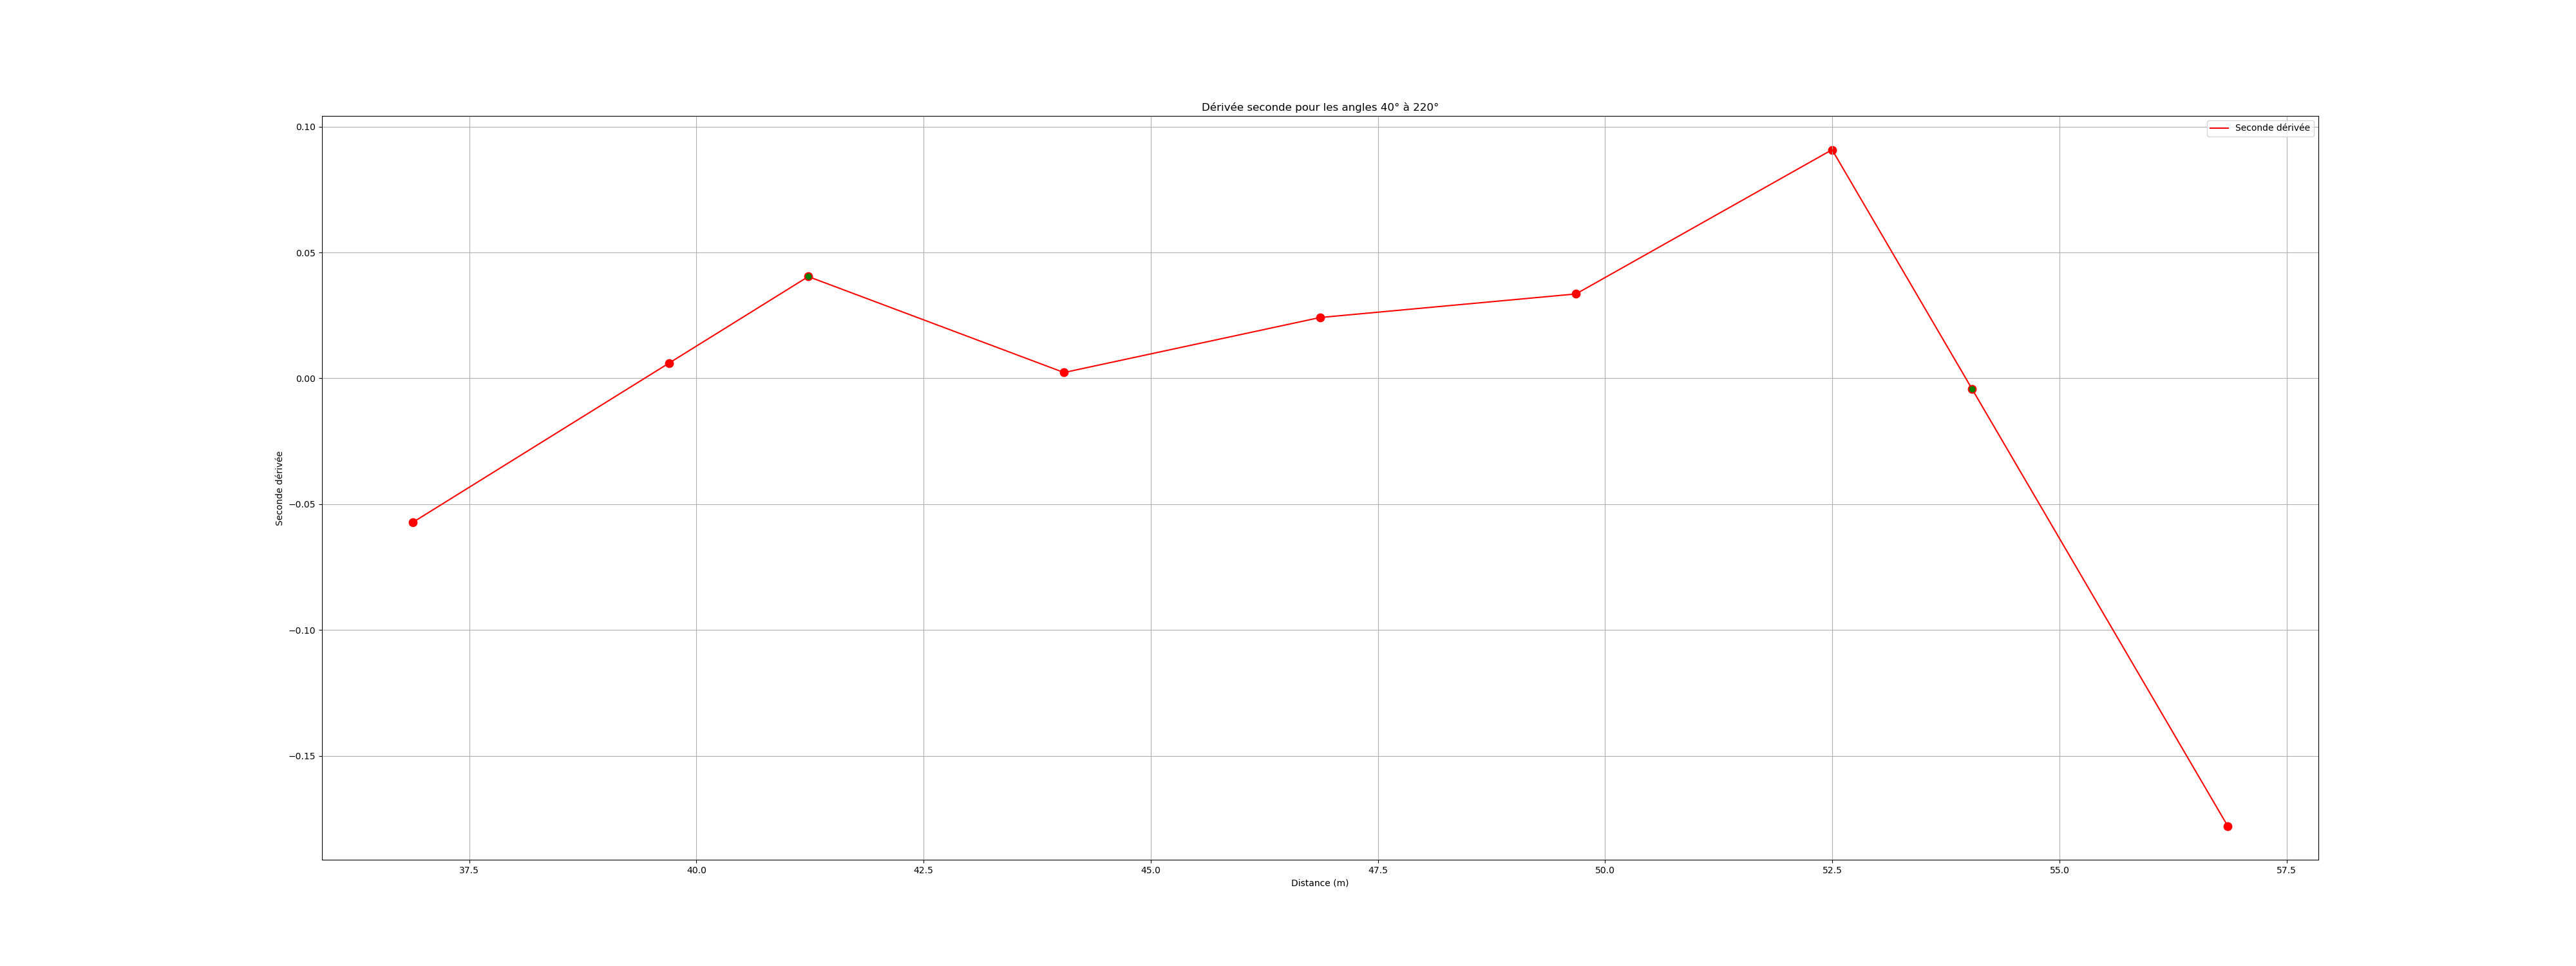 Dérivée seconde pour les angles 40° à 220°
Seconde dérivée
0.10
0.05
0.00
−0.05
−0.10
−0.15
Seconde dérivée
37.5 40.0 42.5 45.0 47.5 50.0 52.5 55.0 57.5
Distance (m)